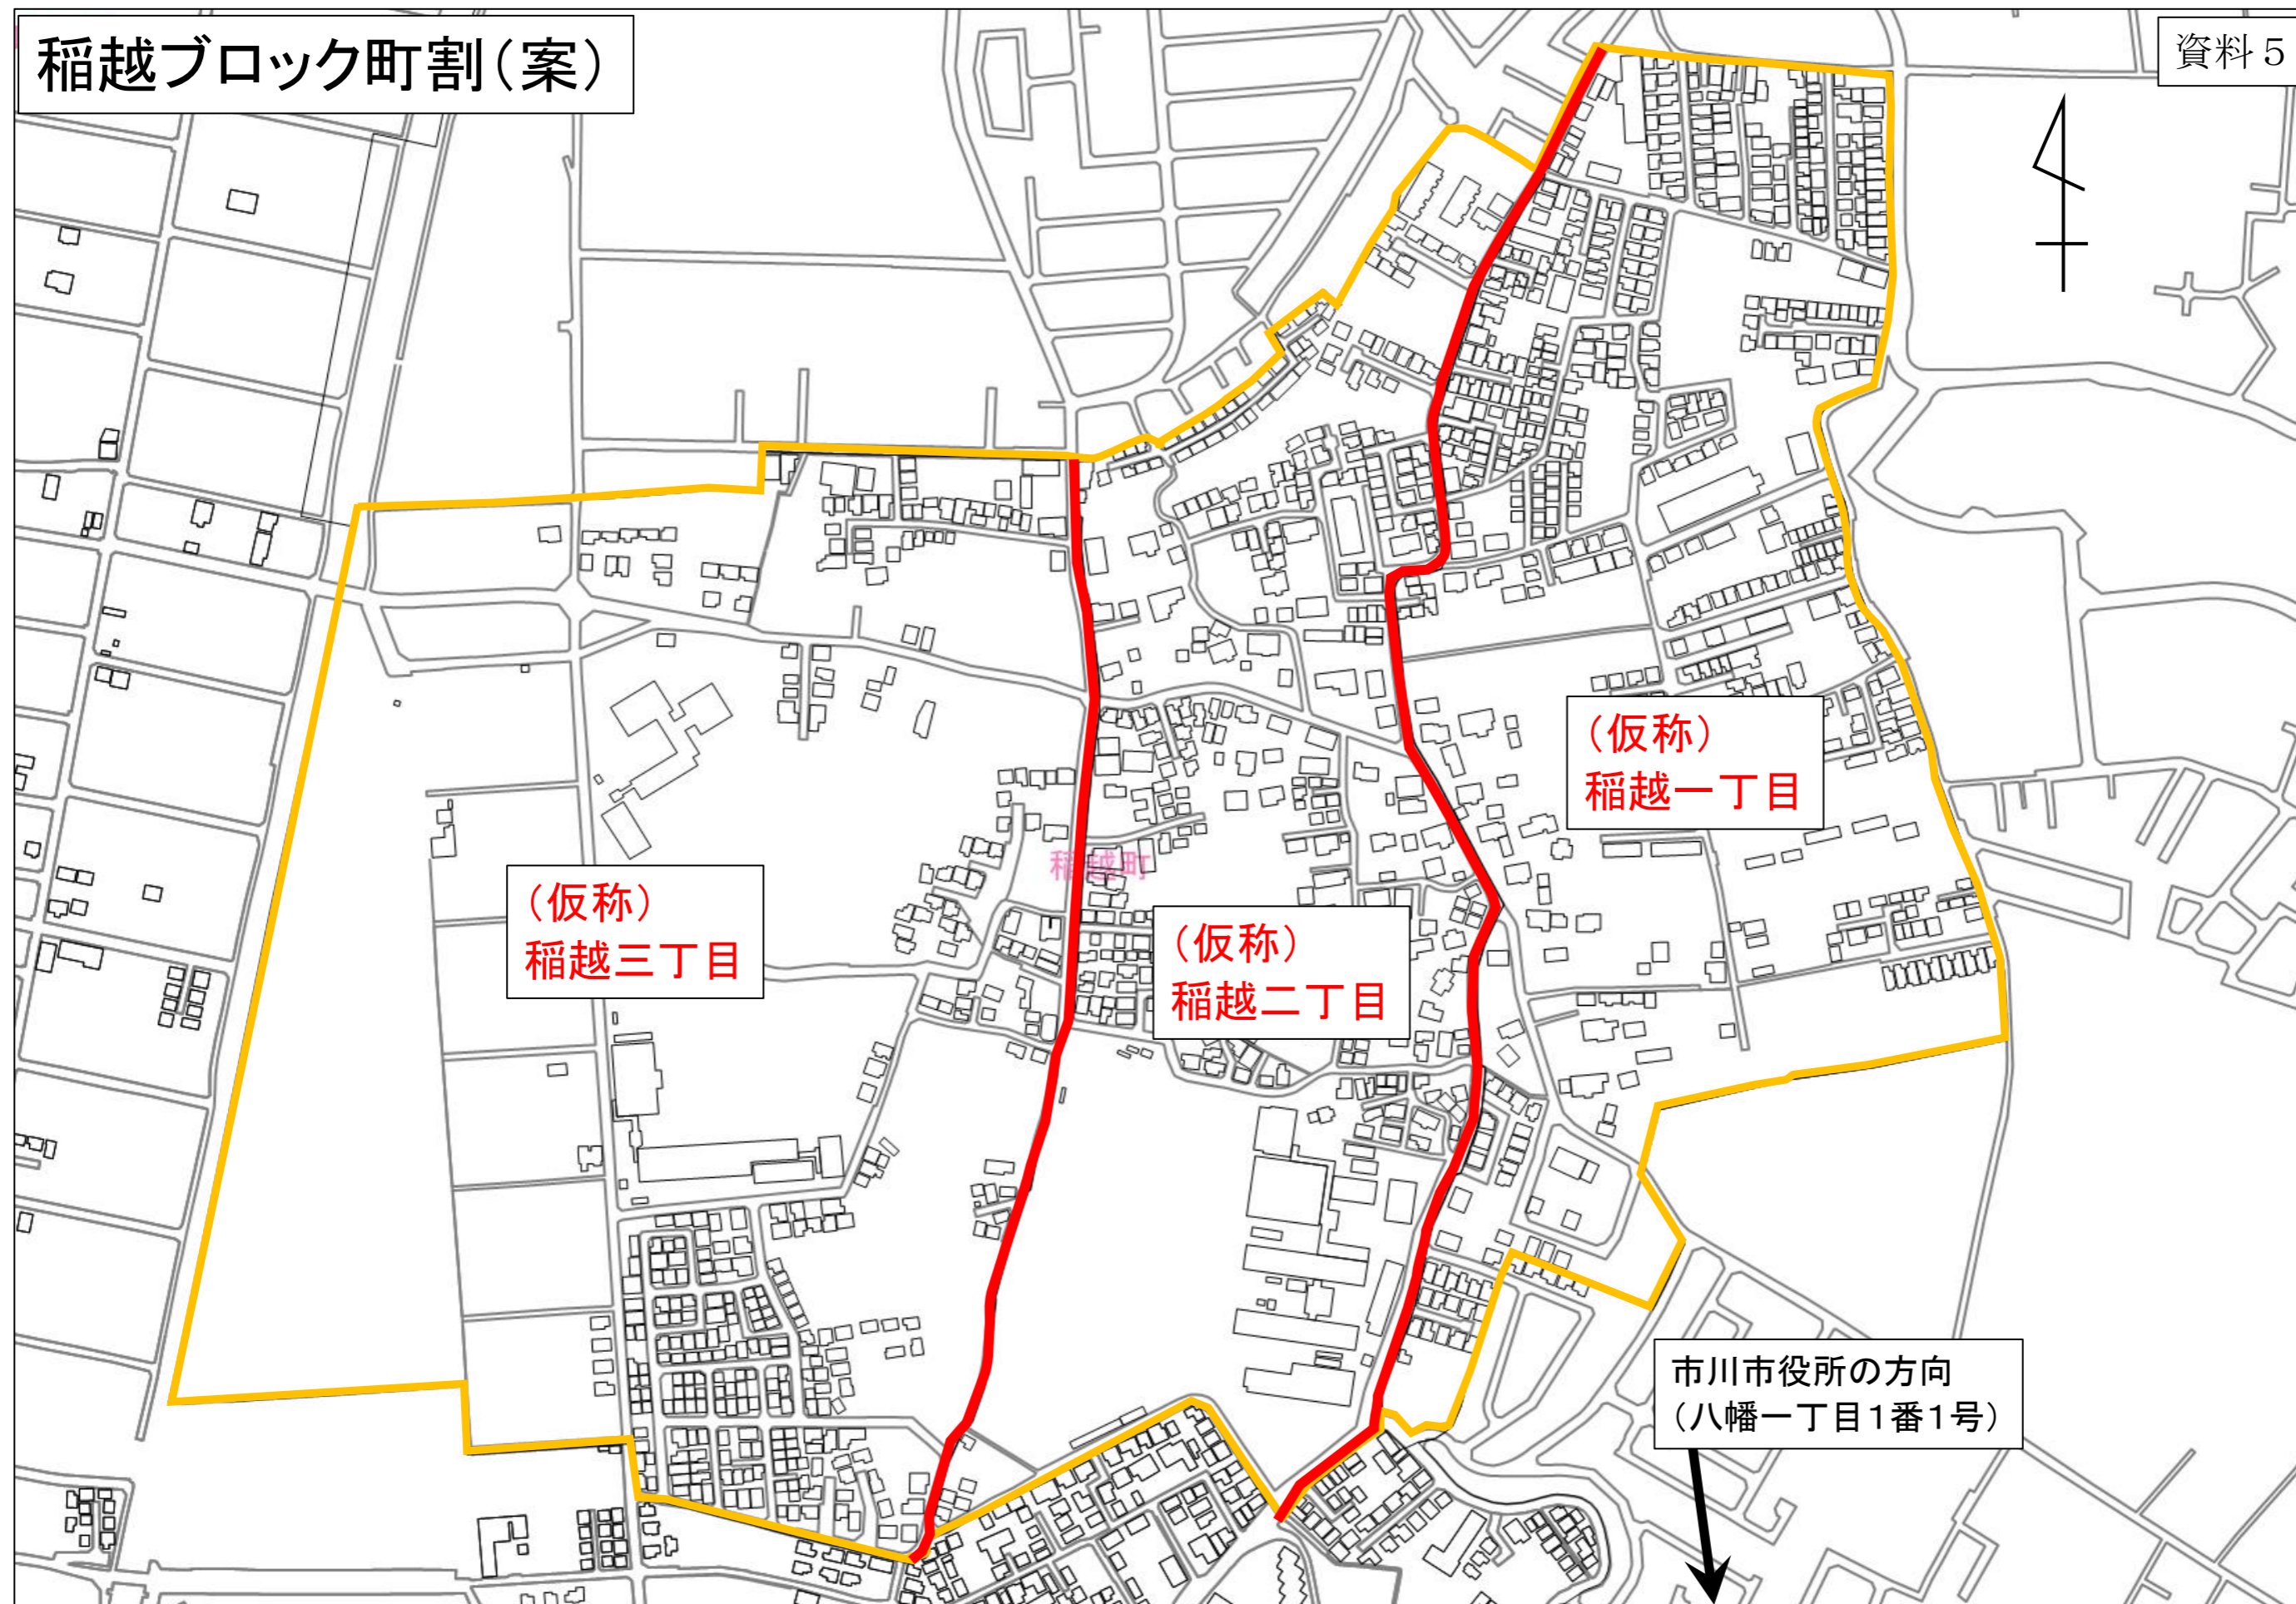 稲越ブロック町割(案)
資料5
(仮称)
稲越一丁目
稲越町
(仮称)
稲越三丁目
(仮称)
稲越二丁目
市川市役所の方向
(八幡一丁目1番1号)